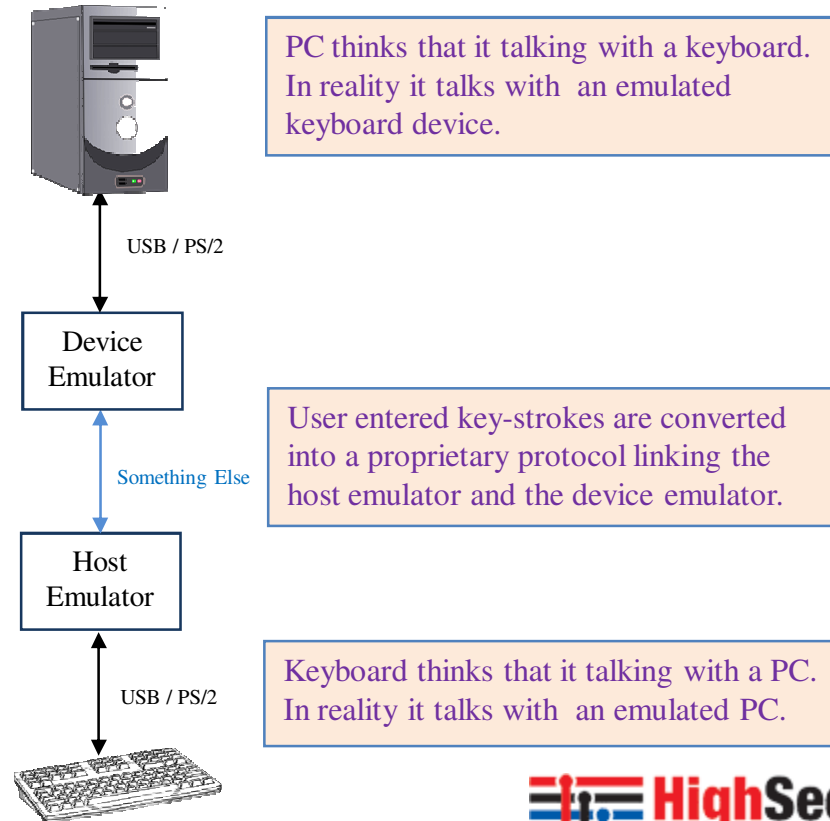 PC thinks that it talking with a keyboard.
In reality it talks with an emulated
keyboard device.
USB / PS/2
Device
Emulator
Something Else
User entered key-strokes are converted
into a proprietary protocol linking the
host emulator and the device emulator.
Host
Emulator
USB / PS/2
Keyboard thinks that it talking with a PC.
In reality it talks with an emulated PC.
HighSec